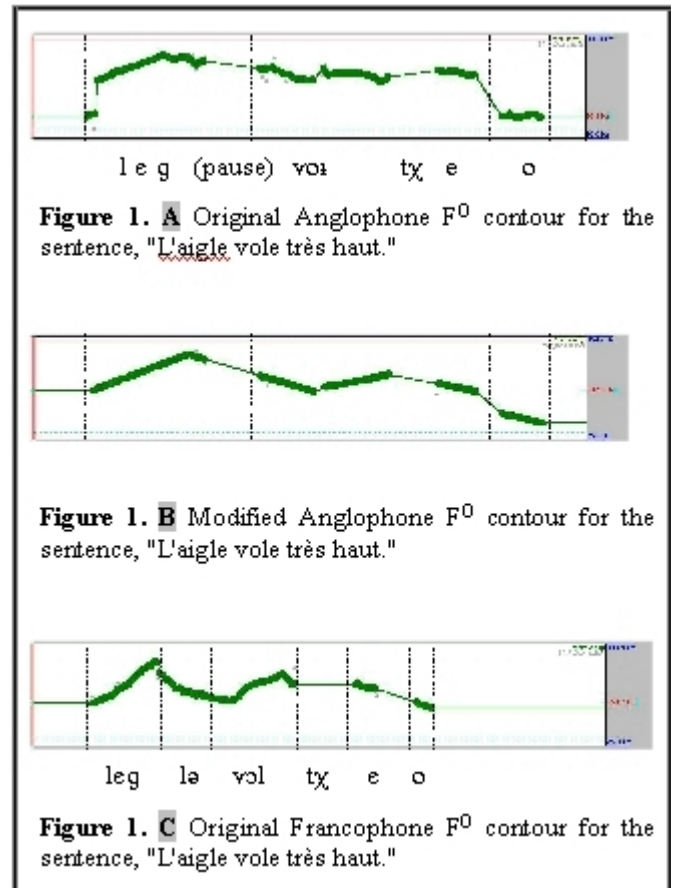 l e g (pause) voɪ tχ e o
Figure 1. A Original Anglophone F0 contour for the
sentence, "L'aigle vole très haut."
Figure 1. B Modified Anglophone F0 contour for the
sentence, "L'aigle vole très haut."
leg lə vɔl tχ e o
Figure 1. C Original Francophone F0 contour for the
sentence, "L'aigle vole très haut."